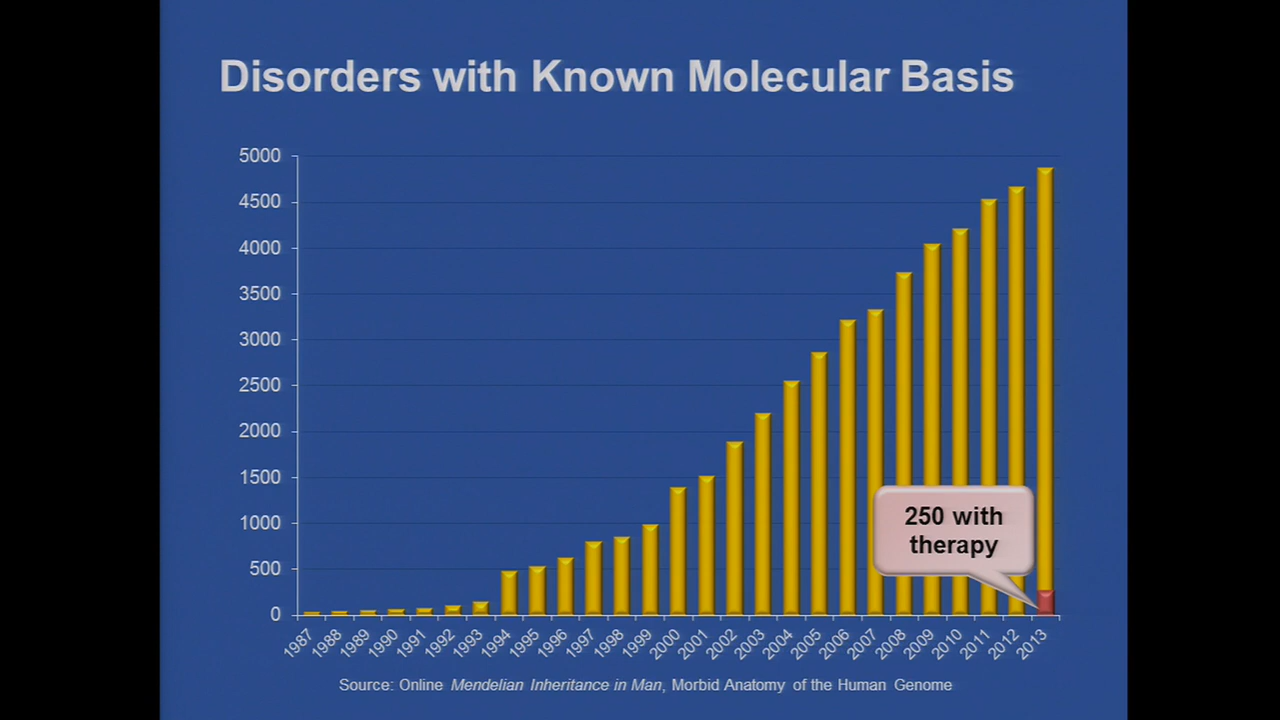 Disorders with Known Molecular Basis
5000
4500
4000
3500
3000
2500
2000
1500
1000
500
0
250 with
therapy
1987 1988 1989 1990 1991 1992 1993 1994 1995 1996 1997 1998 1999 2000 2001 2002 2003 2004 2005 2006 2007 2008 2009 2010 2011 2012 2013
Source: Online Mendelian Inheritance in Man, Morbid Anatomy of the Human Genome